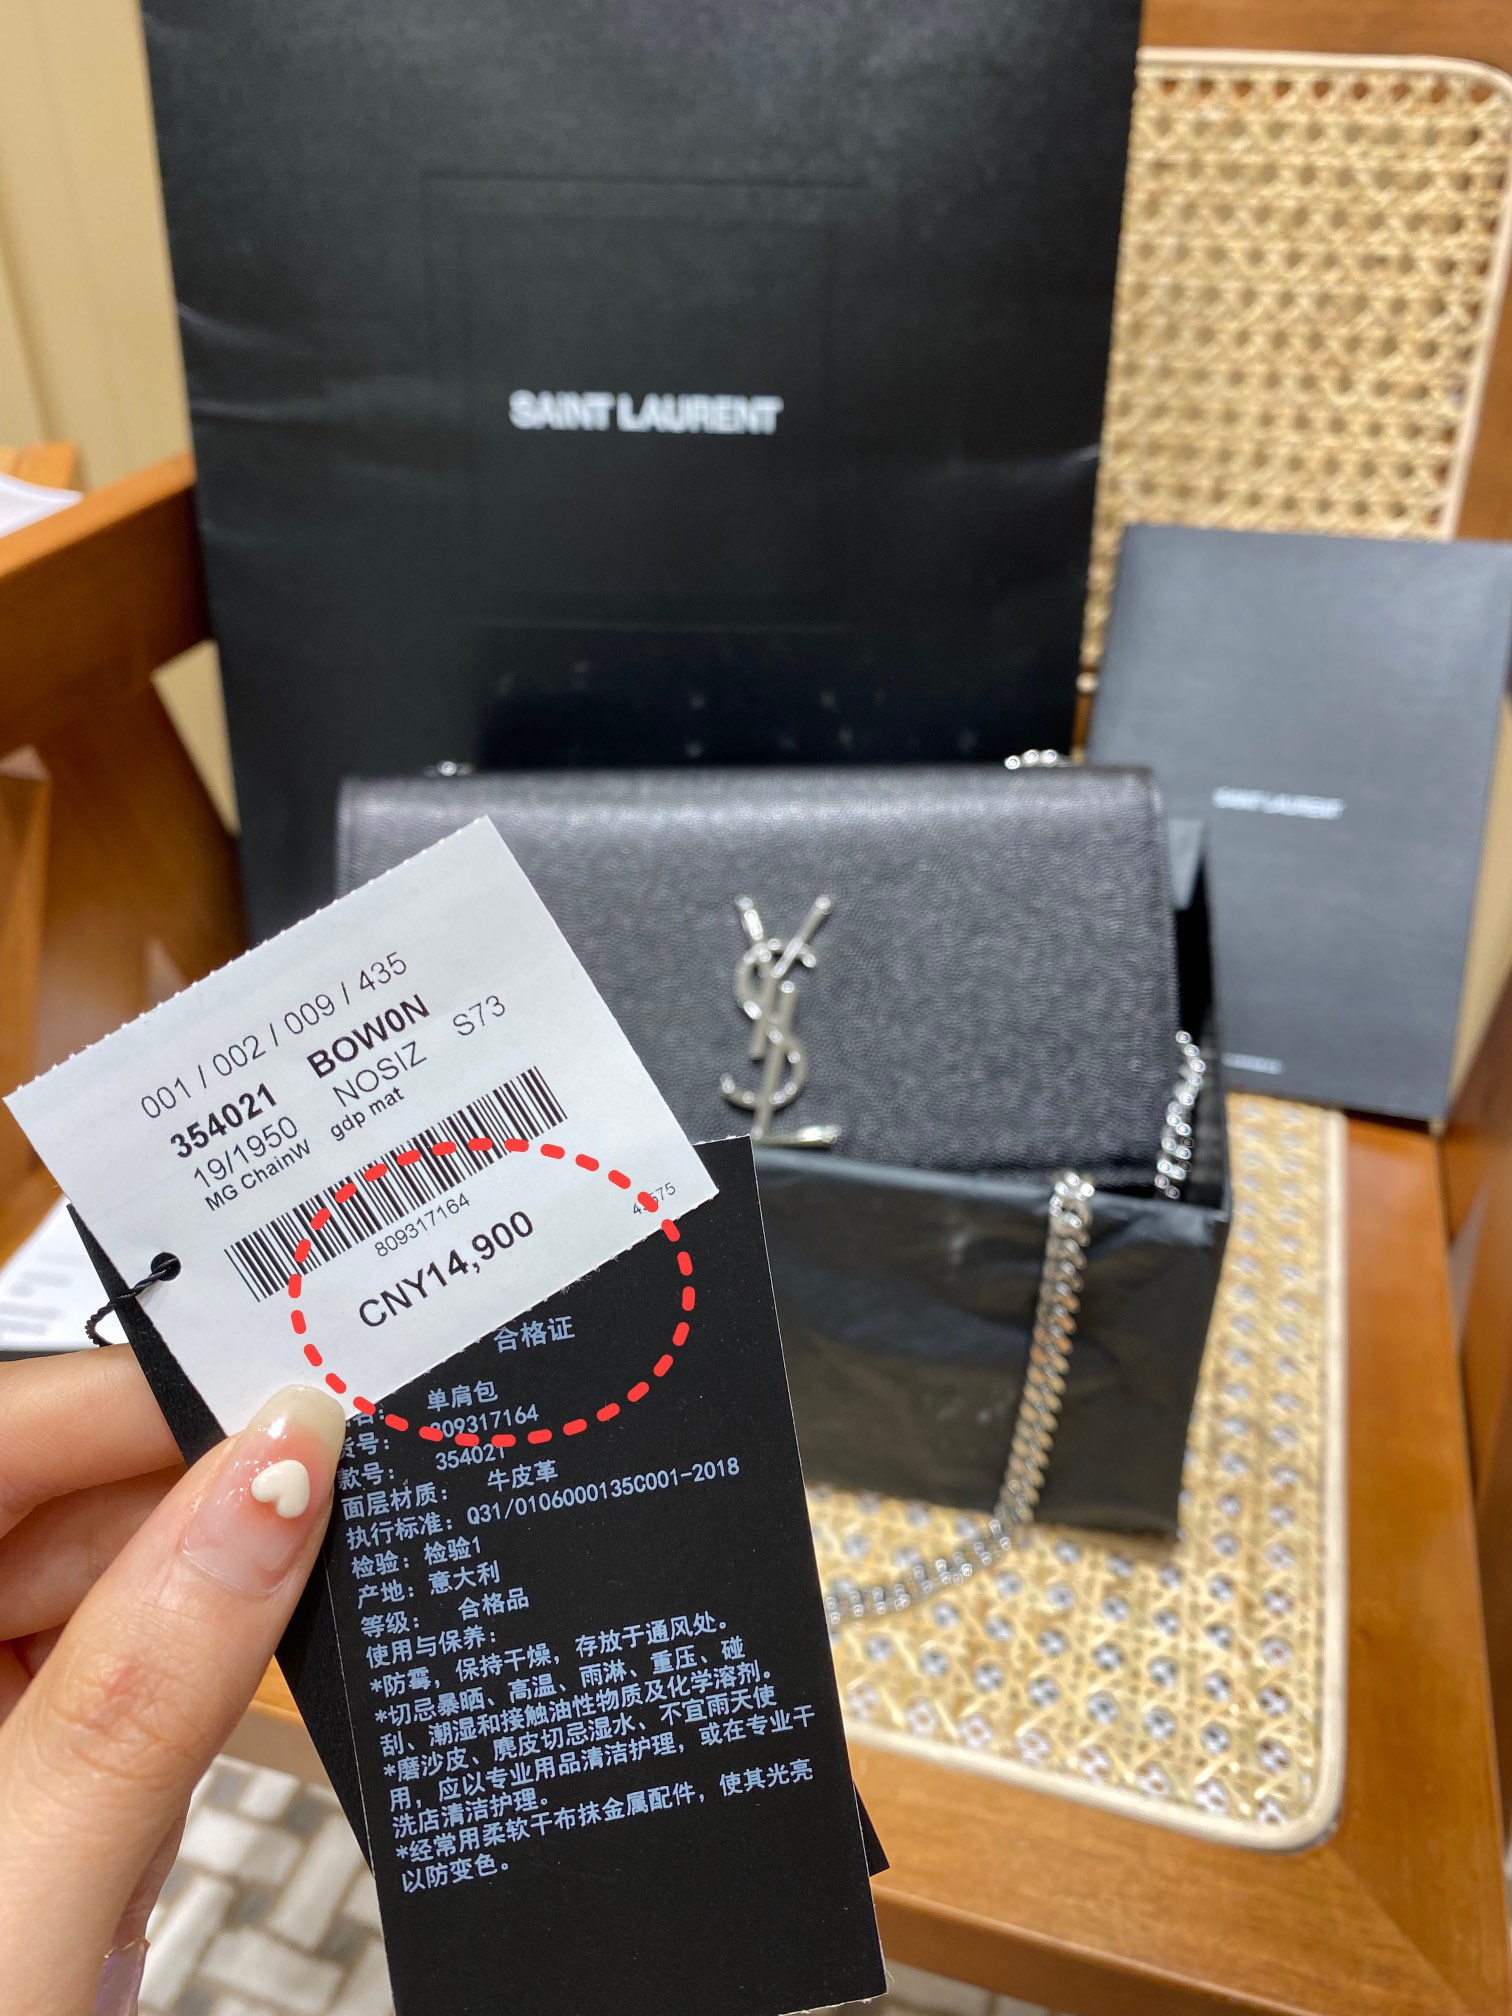 SAINT LAURENT
SAINT LAURENT
001 / 002 / 009 / 435
354021 BOW0N
19/1950 NOSIZ S73
MG ChainW gdp mat
809317164
CNY14,900
合格证
单肩包
货号: 809317164
款号: 354021
面层材质: 牛皮革
执行标准: Q31/0106000135C001-2018
检验: 检验1
产地: 意大利
等级: 合格品
使用与保养:
*防霉，保持干燥，存放于通风处。
*切忌暴晒、高温、雨淋、重压、碰
刮、潮湿和接触油性物质及化学溶剂。
*磨沙皮、麂皮切忌湿水、不宜雨天使
用，应以专业用品清洁护理，或在专业干
洗店清洁护理。
*经常用柔软干布抹金属配件，使其光亮
以防变色。
YSL